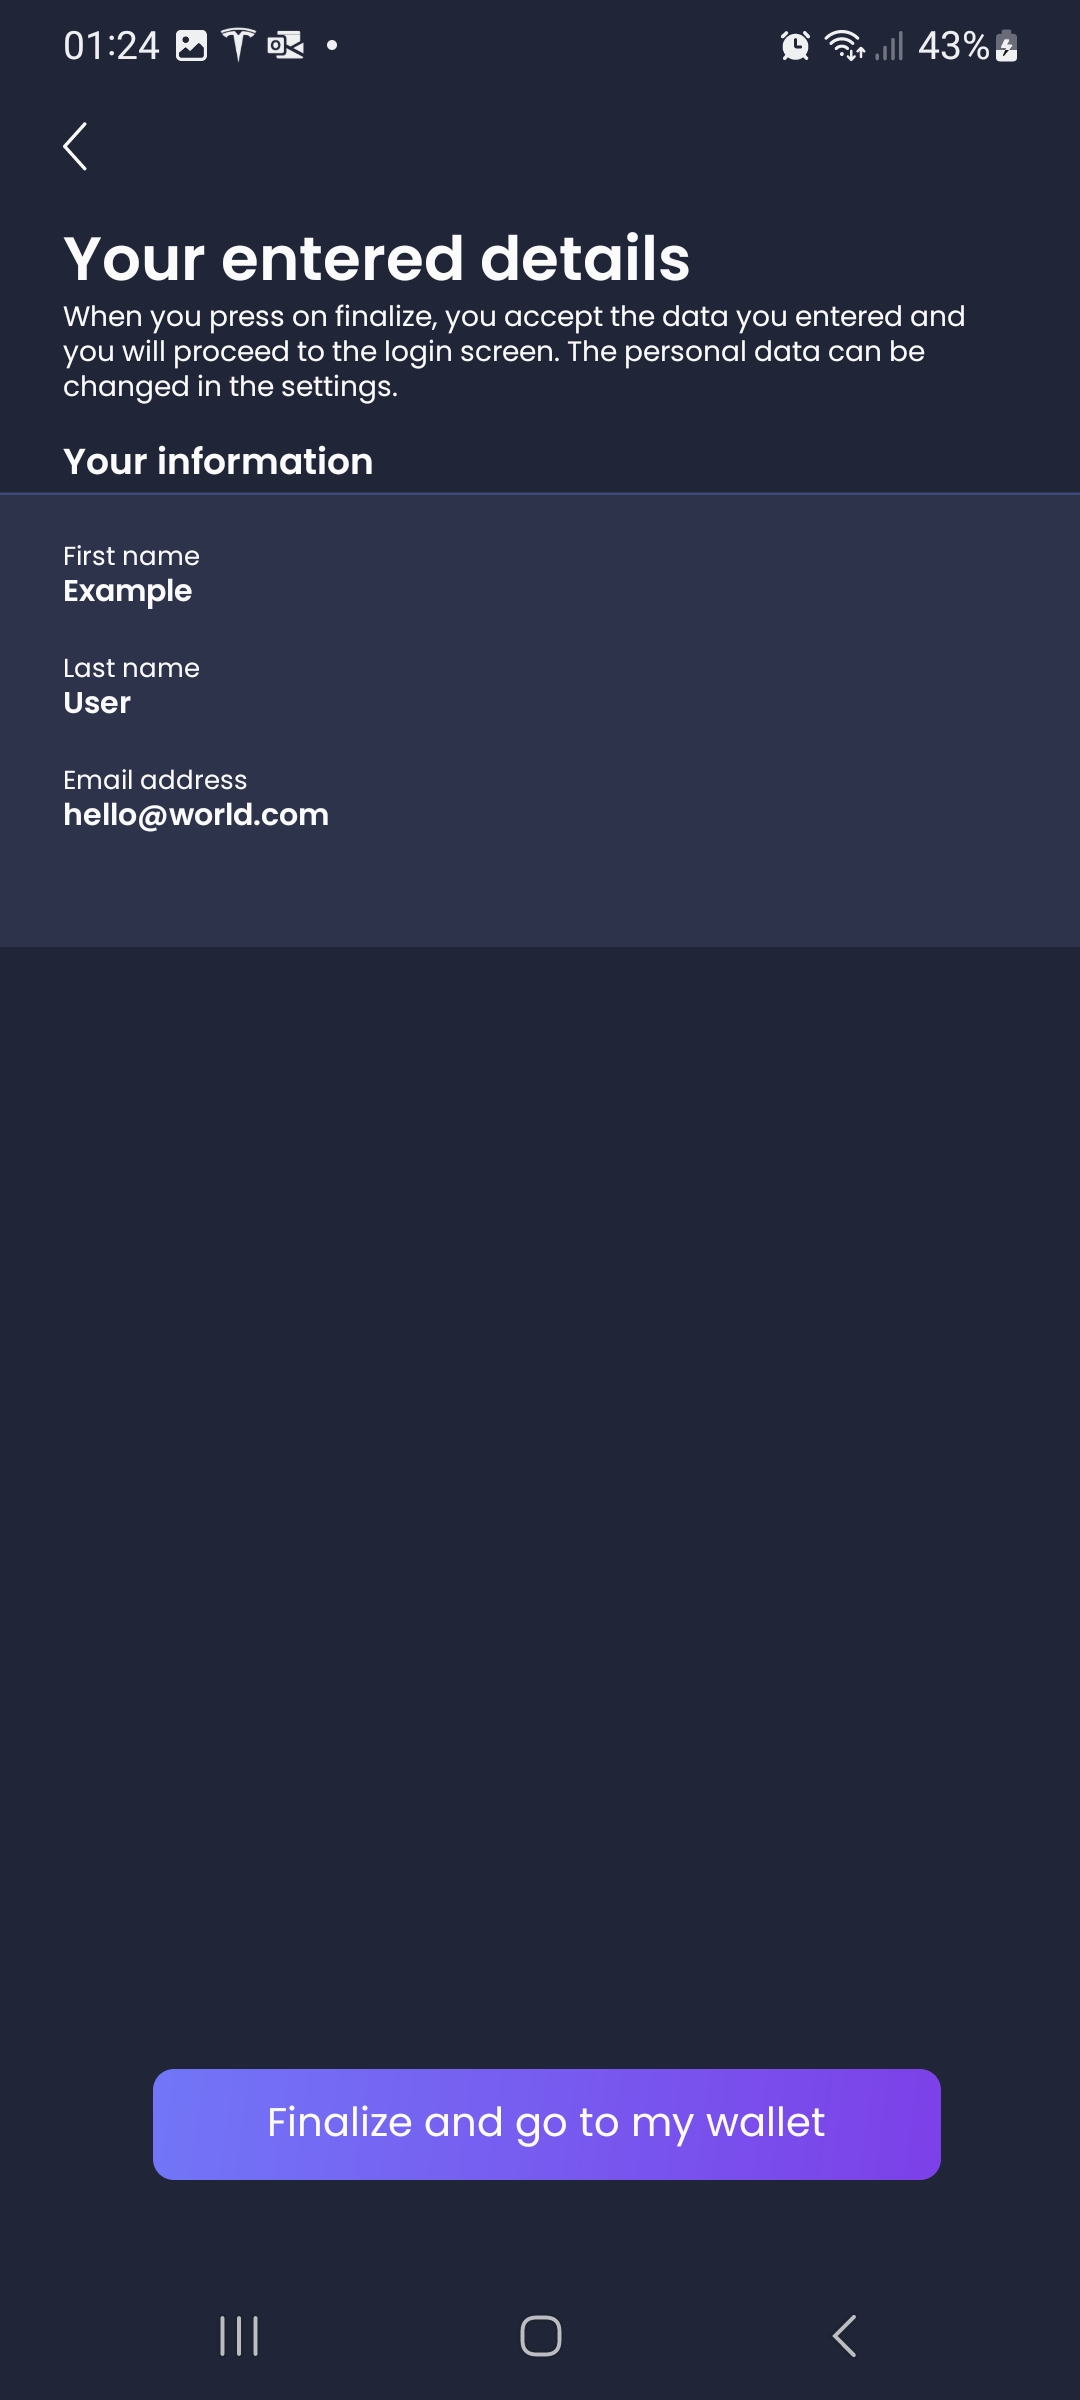 01:24
43%
Your entered details
When you press on finalize, you accept the data you entered and
you will proceed to the login screen. The personal data can be
changed in the settings.
Your information
First name
Example
Last name
User
Email address
hello@world.com
Finalize and go to my wallet